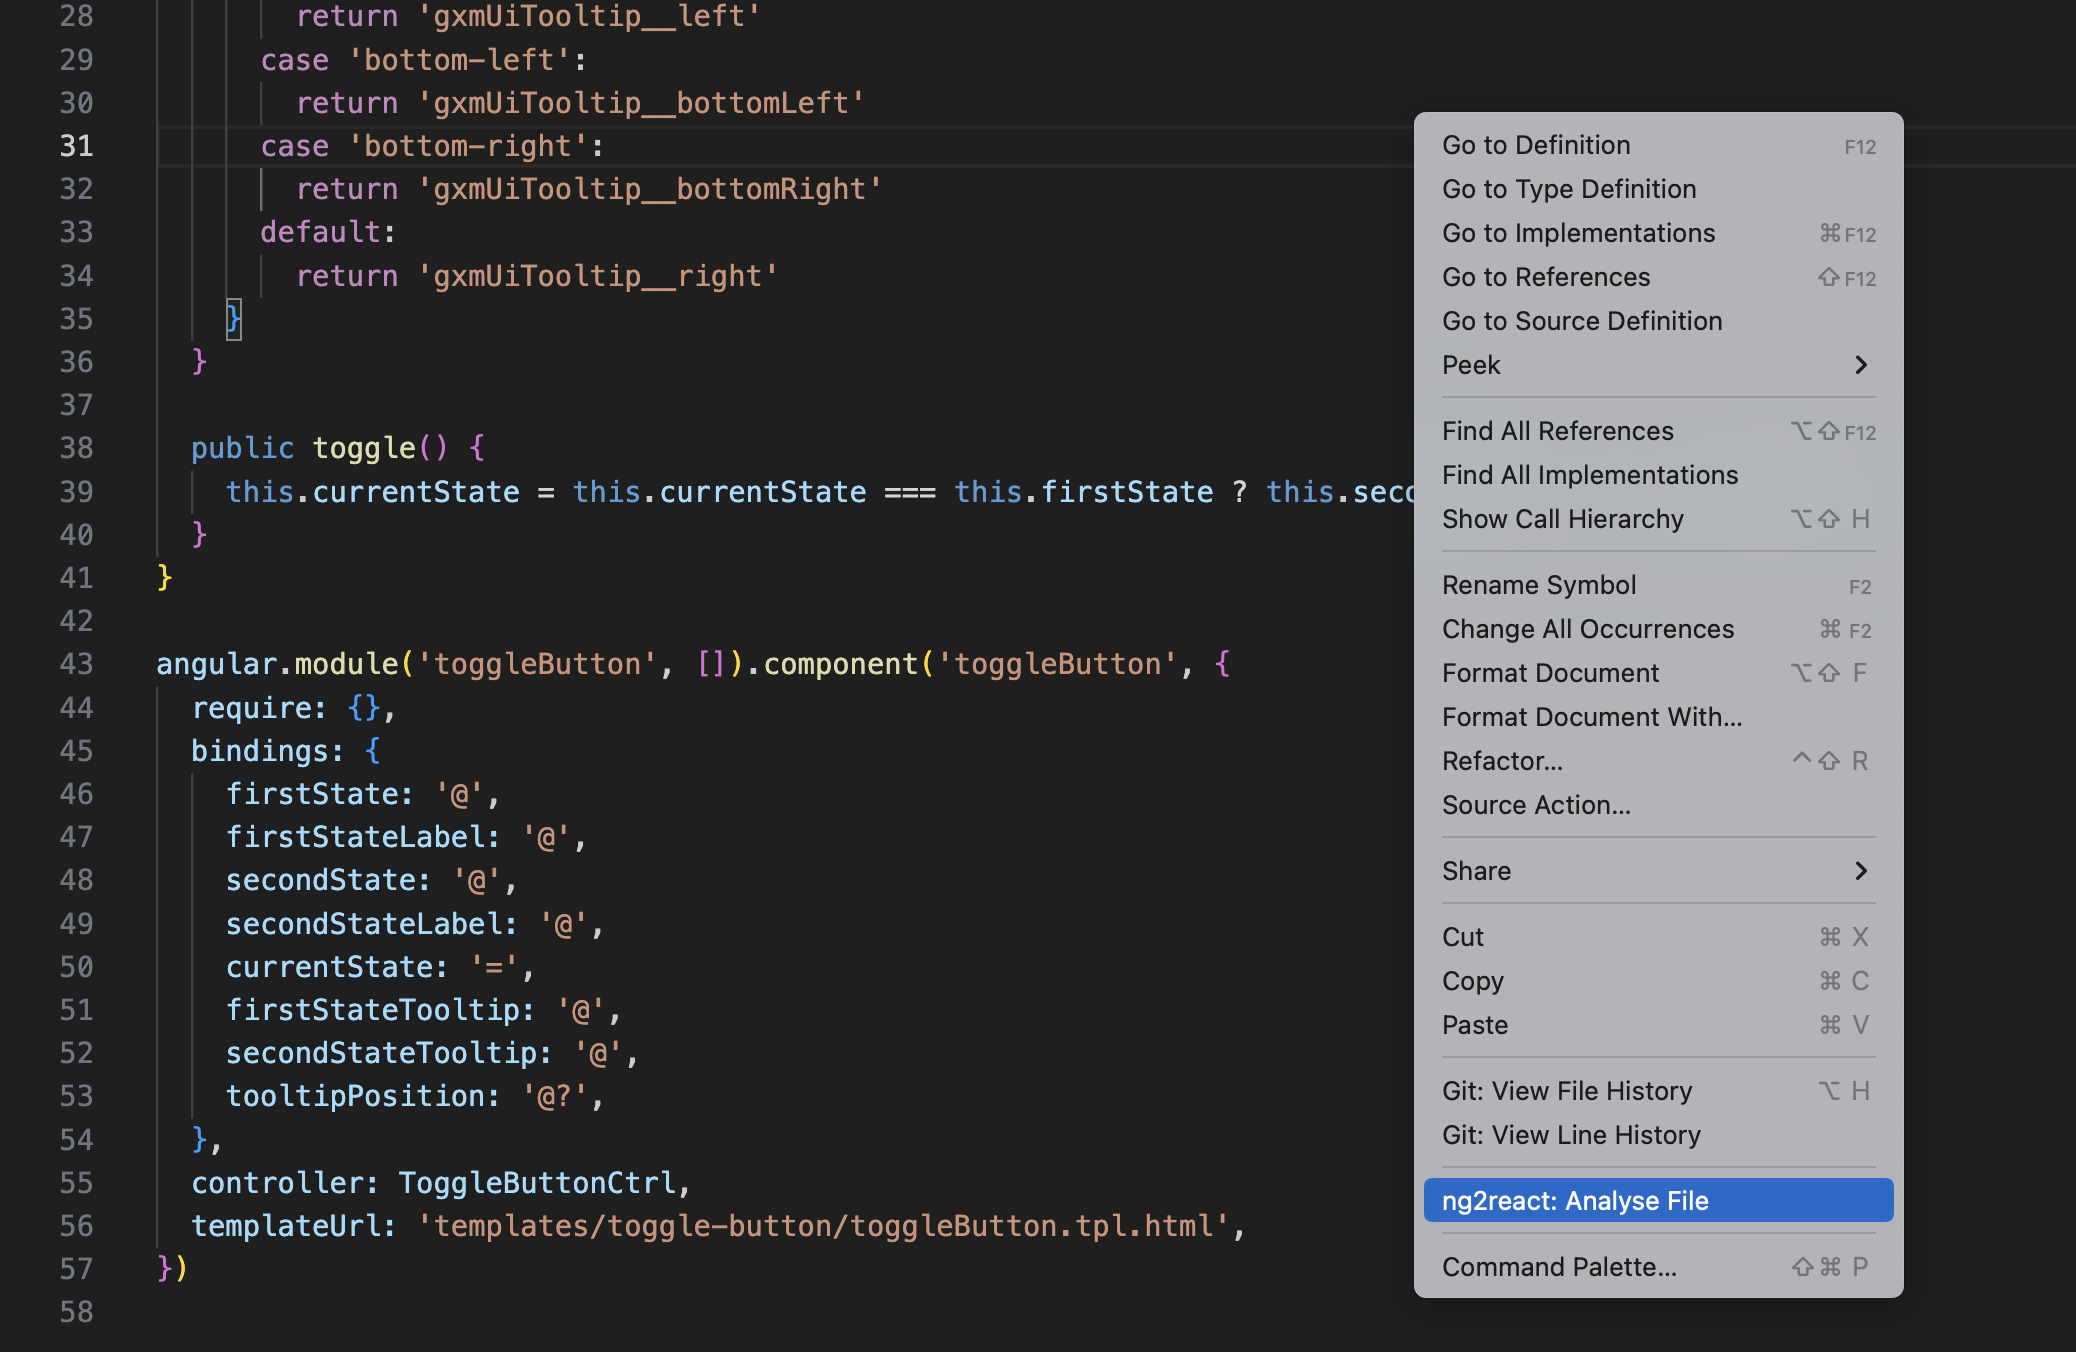 28 return 'gxmUiTooltip__left'
29 case 'bottom-left':
30 return 'gxmUiTooltip__bottomLeft'
31 case 'bottom-right':
32 return 'gxmUiTooltip__bottomRight'
33 default:
34 return 'gxmUiTooltip__right'
35 }
36 }
37
38 public toggle() {
39 this.currentState = this.currentState === this.firstState ? this.seco
40 }
41 }
42
43 angular.module('toggleButton', []).component('toggleButton', {
44 require: {},
45 bindings: {
46 firstState: '@',
47 firstStateLabel: '@',
48 secondState: '@',
49 secondStateLabel: '@',
50 currentState: '=',
51 firstStateTooltip: '@',
52 secondStateTooltip: '@',
53 tooltipPosition: '@?',
54 },
55 controller: ToggleButtonCtrl,
56 templateUrl: 'templates/toggle-button/toggleButton.tpl.html',
57 })
58
Go to Definition F12
Go to Type Definition
Go to Implementations ⌘F12
Go to References ⇧F12
Go to Source Definition
Peek
Find All References ⌥⇧F12
Find All Implementations
Show Call Hierarchy ⌥⇧ H
Rename Symbol F2
Change All Occurrences ⌘ F2
Format Document ⌥⇧ F
Format Document With...
Refactor... ^⇧ R
Source Action...
Share
Cut ⌘ X
Copy ⌘ C
Paste ⌘ V
Git: View File History ⌥ H
Git: View Line History
ng2react: Analyse File
Command Palette... ⇧⌘ P